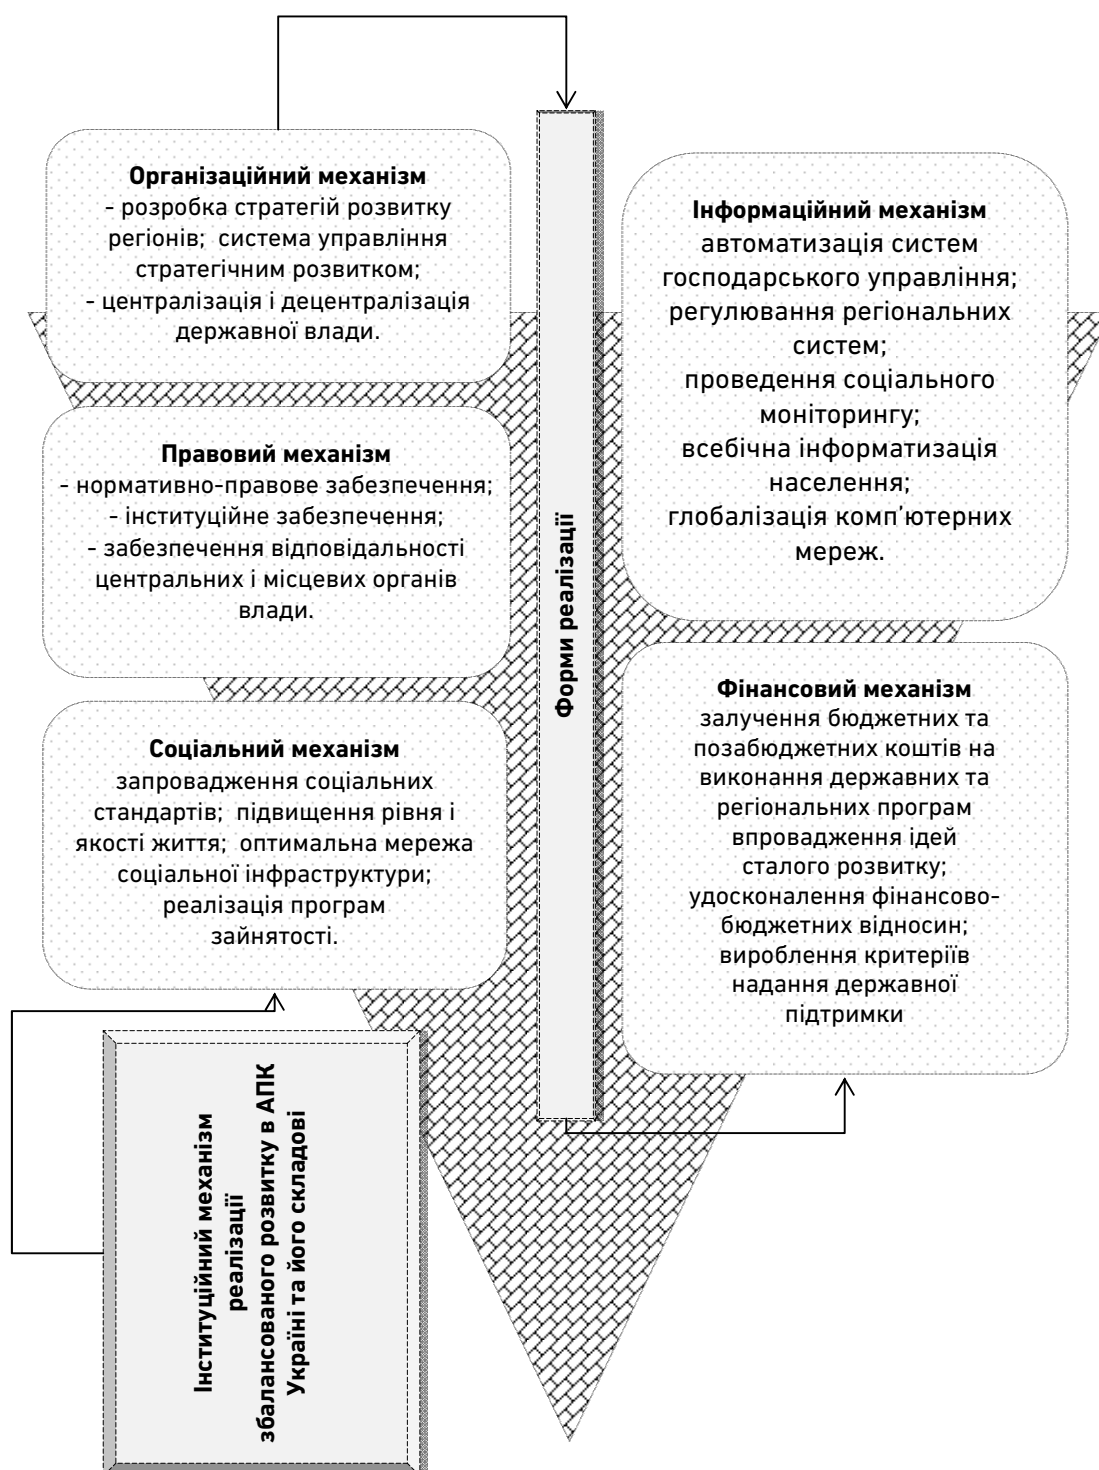 Організаційний механізм
- розробка стратегій розвитку
регіонів; система управління
стратегічним розвитком;
- централізація і децентралізація
державної влади.
Правовий механізм
- нормативно-правове забезпечення;
- інституційне забезпечення;
- забезпечення відповідальності
центральних і місцевих органів
влади.
Соціальний механізм
запровадження соціальних
стандартів; підвищення рівня і
якості життя; оптимальна мережа
соціальної інфраструктури;
реалізація програм
зайнятості.
Інституційний механізм
реалізації
збалансованого розвитку в АПК
Україні та його складові
Форми реалізації
Інформаційний механізм
автоматизація систем
господарського управління;
регулювання регіональних
систем;
проведення соціального
моніторингу;
всебічна інформатизація
населення;
глобалізація комп’ютерних
мереж.
Фінансовий механізм
залучення бюджетних та
позабюджетних коштів на
виконання державних та
регіональних програм
впровадження ідей
сталого розвитку;
удосконалення фінансово-
бюджетних відносин;
вироблення критеріїв
надання державної
підтримки